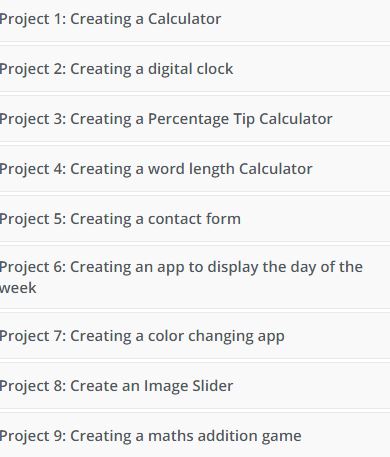 Project 1: Creating a Calculator
Project 2: Creating a digital clock
Project 3: Creating a Percentage Tip Calculator
Project 4: Creating a word length Calculator
Project 5: Creating a contact form
Project 6: Creating an app to display the day of the
week
Project 7: Creating a color changing app
Project 8: Create an Image Slider
Project 9: Creating a maths addition game